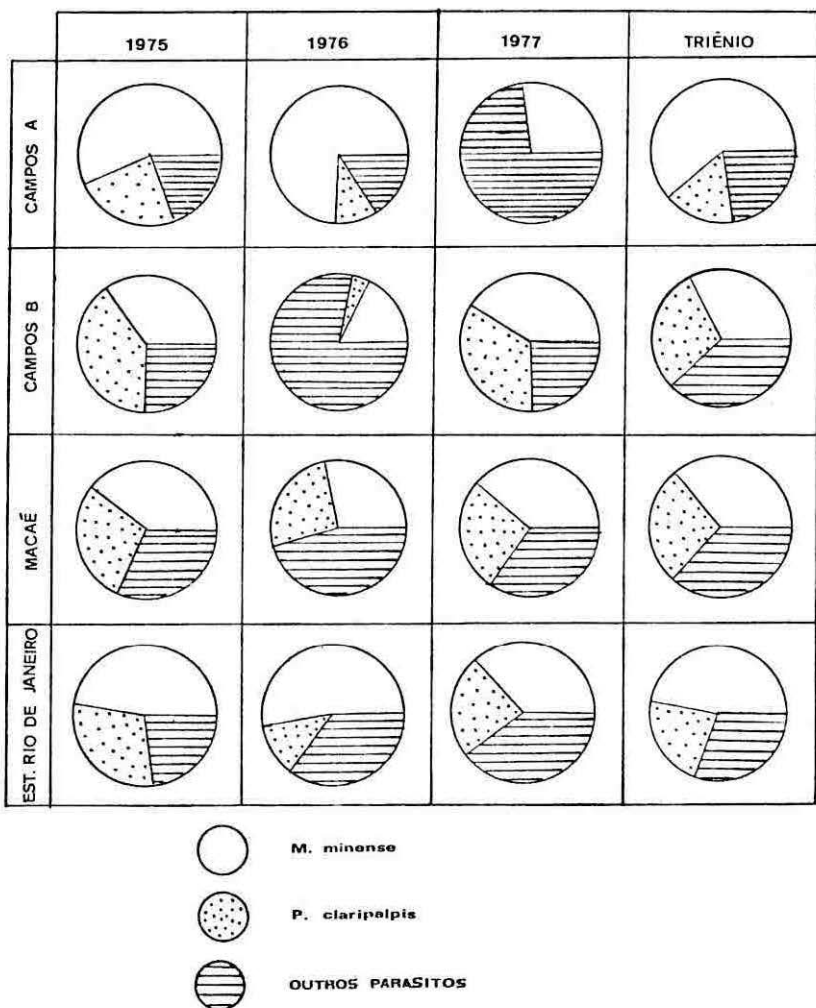 1975 1976 1977 TRIÊNIO
CAMPOS A
CAMPOS B
MACAÉ
EST. RIO DE JANEIRO
M. minense
P. claripalpis
OUTROS PARASITOS